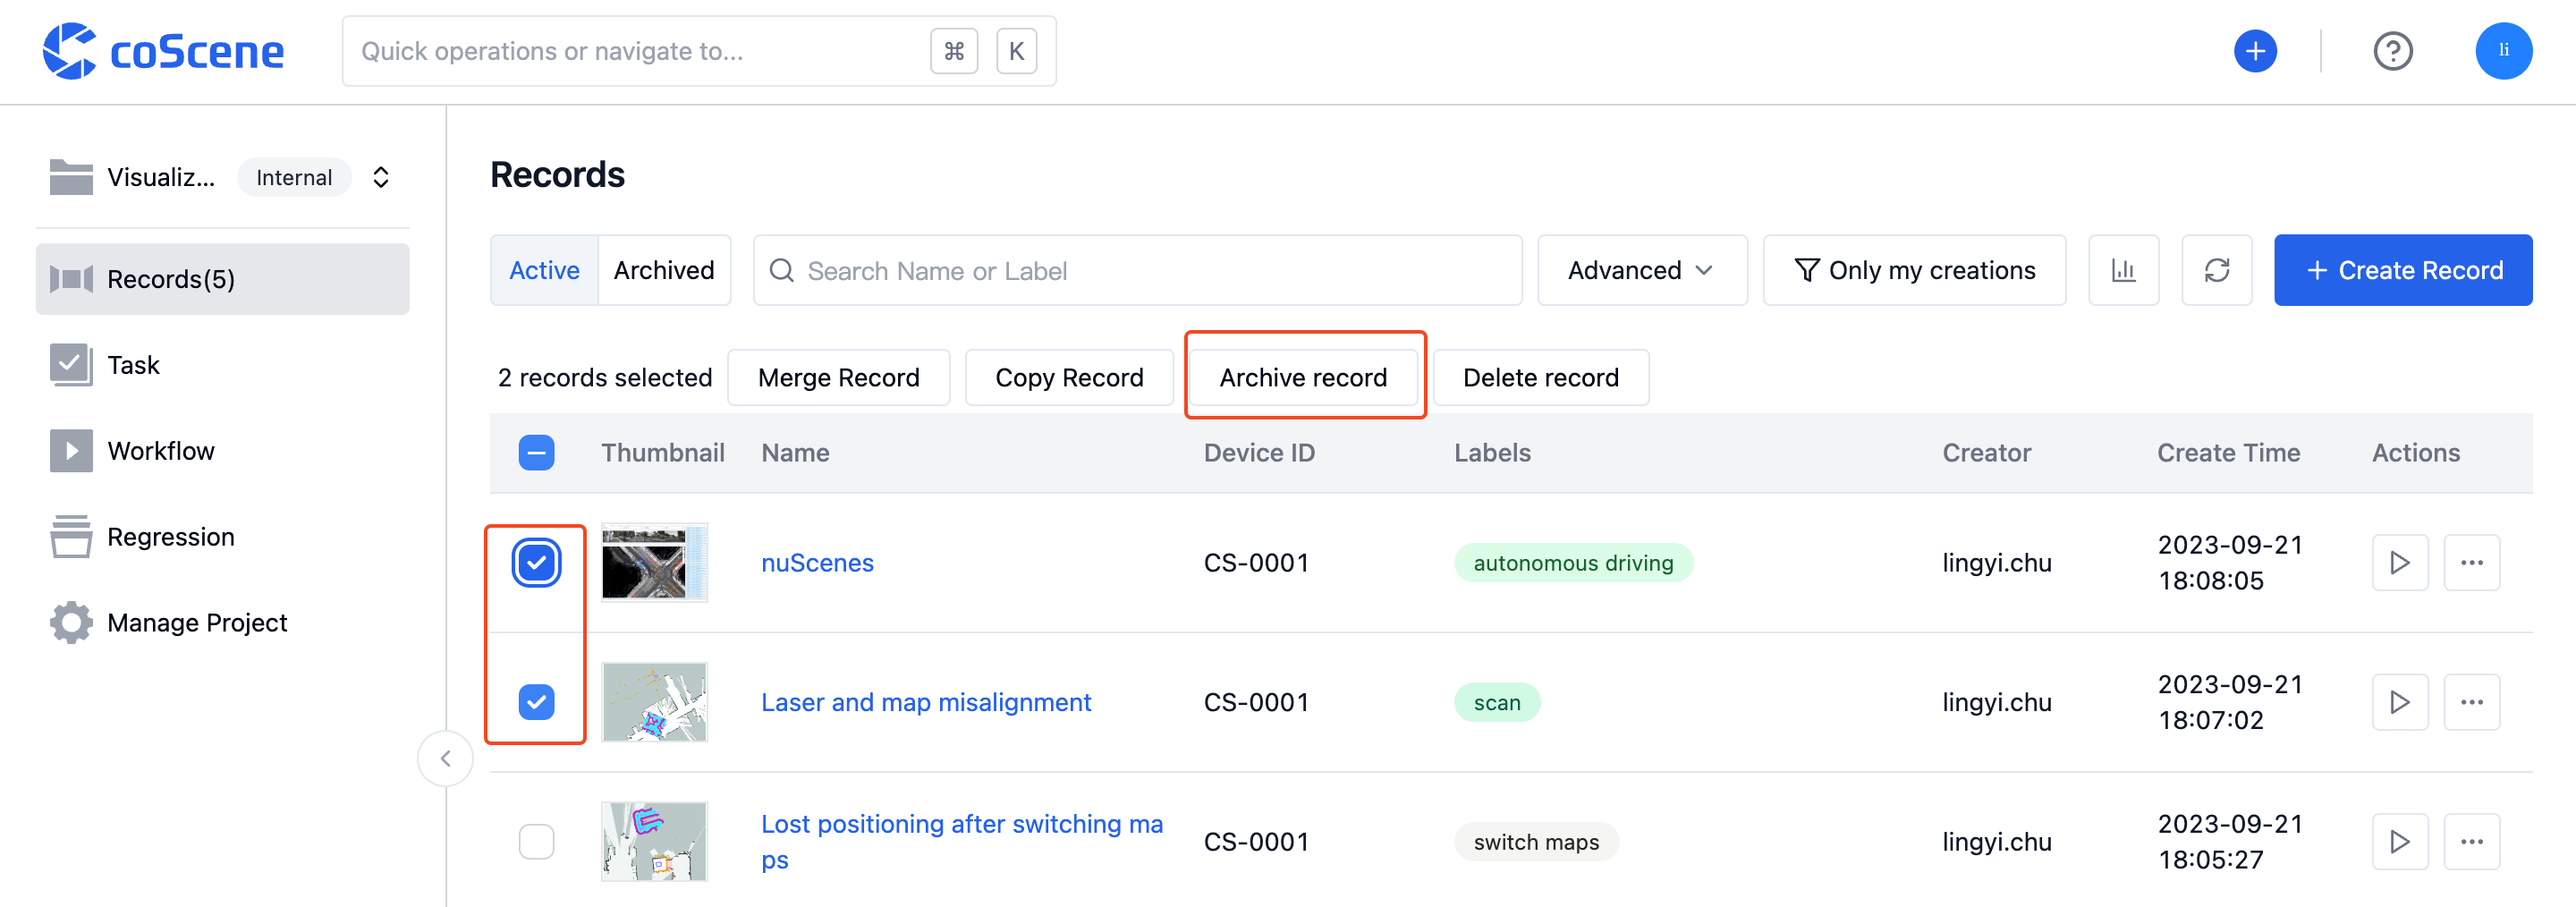 coScene
Quick operations or navigate to...
⌘ K
li
Visualiz... Internal
Records(5)
Task
Workflow
Regression
Manage Project
Records
Active Archived
Search Name or Label
Advanced
Only my creations
+ Create Record
2 records selected
Merge Record
Copy Record
Archive record
Delete record
Thumbnail Name Device ID Labels Creator Create Time Actions
nuScenes CS-0001 autonomous driving lingyi.chu 2023-09-21
18:08:05
Laser and map misalignment CS-0001 scan lingyi.chu 2023-09-21
18:07:02
Lost positioning after switching ma
ps
CS-0001 switch maps lingyi.chu 2023-09-21
18:05:27